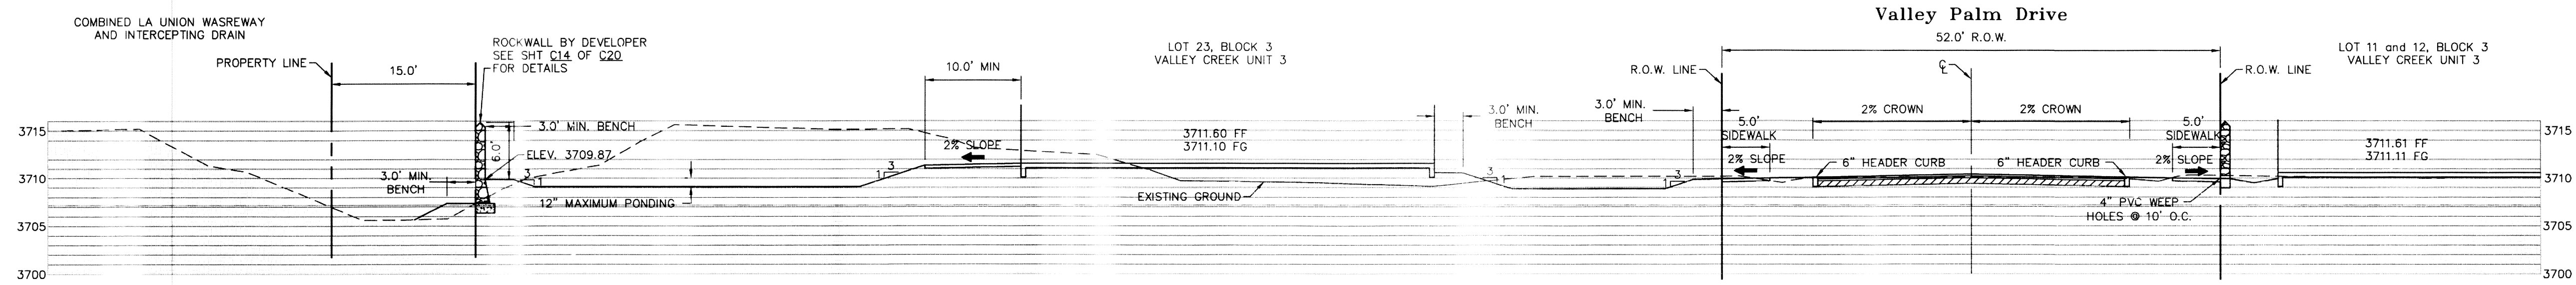 COMBINED LA UNION WASREWAY
AND INTERCEPTING DRAIN
PROPERTY LINE
15.0'
ROCKWALL BY DEVELOPER
SEE SHT C14 OF C20
FOR DETAILS
3.0' MIN. BENCH
6.0'
ELEV. 3709.87
3.0' MIN.
BENCH
3
1
12" MAXIMUM PONDING
3
1
10.0' MIN
2% SLOPE
LOT 23, BLOCK 3
VALLEY CREEK UNIT 3
3711.60 FF
3711.10 FG
EXISTING GROUND
3.0' MIN.
BENCH
3
1
3.0' MIN.
BENCH
3
1
Valley Palm Drive
52.0' R.O.W.
R.O.W. LINE
5.0'
SIDEWALK
2% SLOPE
℄
2% CROWN
2% CROWN
6" HEADER CURB
6" HEADER CURB
5.0'
SIDEWALK
2% SLOPE
R.O.W. LINE
4" PVC WEEP
HOLES @ 10' O.C.
LOT 11 and 12, BLOCK 3
VALLEY CREEK UNIT 3
3711.61 FF
3711.11 FG
3715
3710
3705
3700
3715
3710
3705
3700